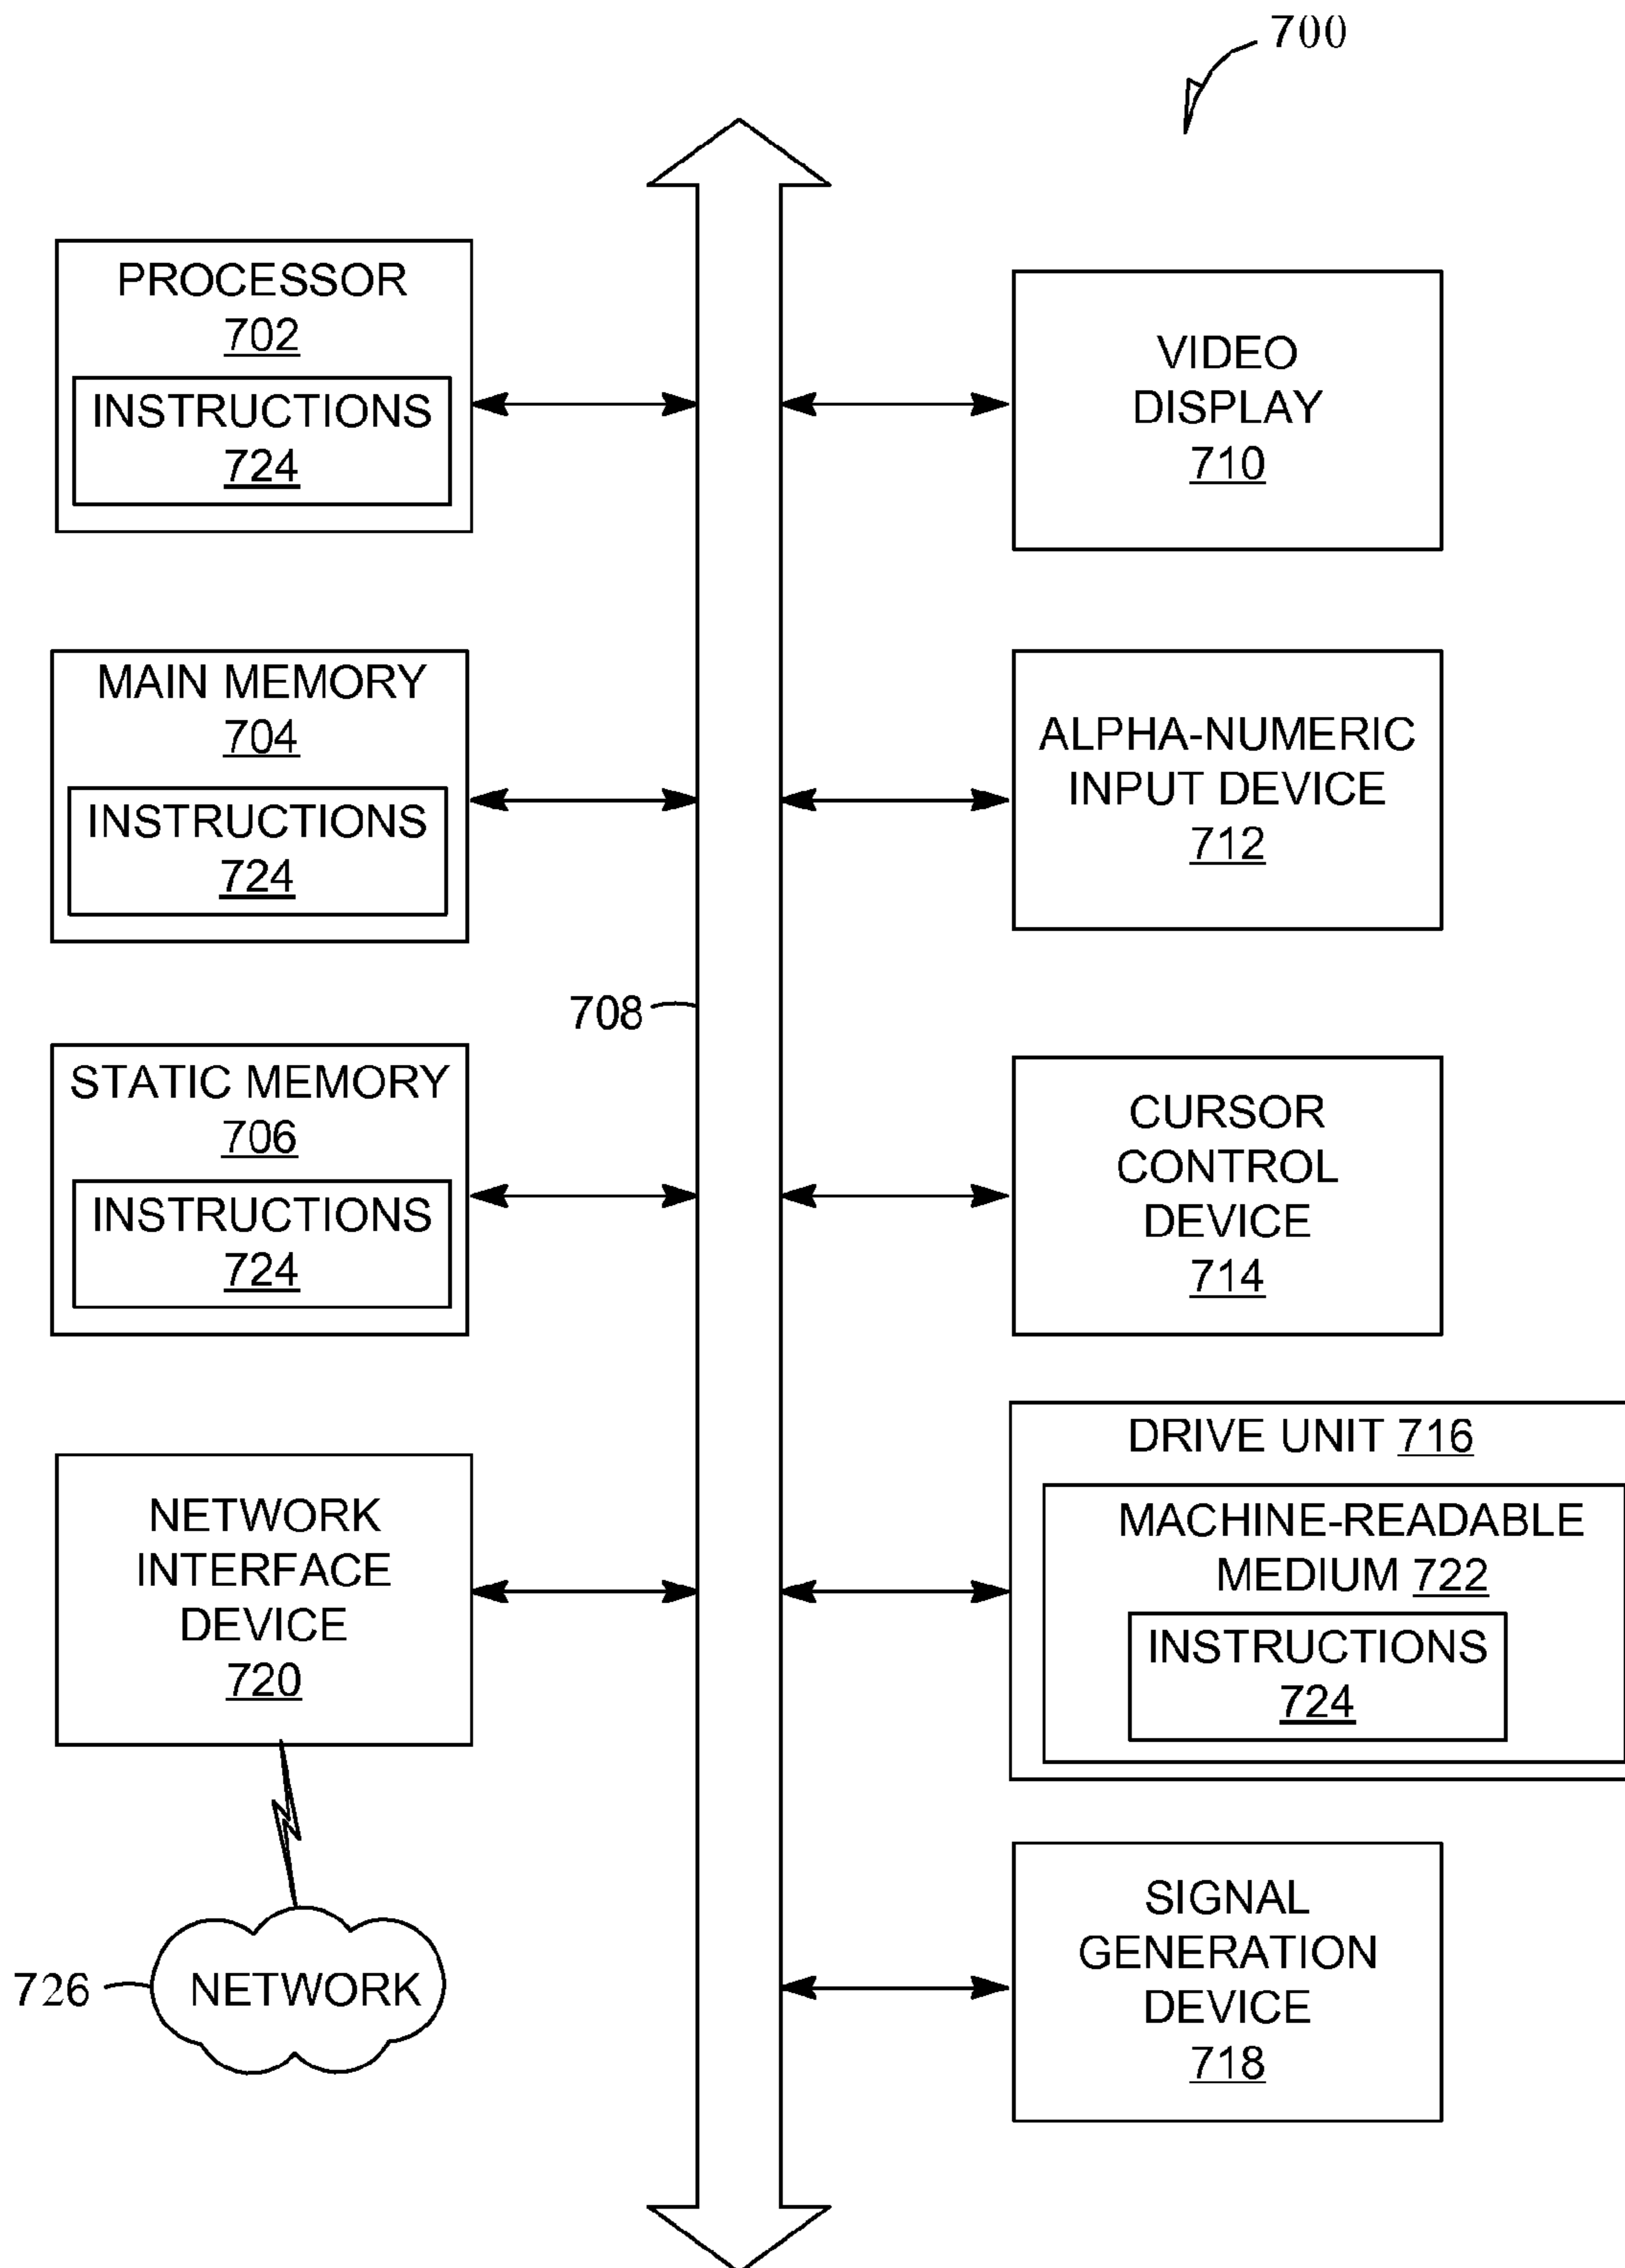 700
PROCESSOR
702
INSTRUCTIONS
724
VIDEO
DISPLAY
710
MAIN MEMORY
704
INSTRUCTIONS
724
ALPHA-NUMERIC
INPUT DEVICE
712
708
STATIC MEMORY
706
INSTRUCTIONS
724
CURSOR
CONTROL
DEVICE
714
NETWORK
INTERFACE
DEVICE
720
DRIVE UNIT 716
MACHINE-READABLE
MEDIUM 722
INSTRUCTIONS
724
726
NETWORK
SIGNAL
GENERATION
DEVICE
718